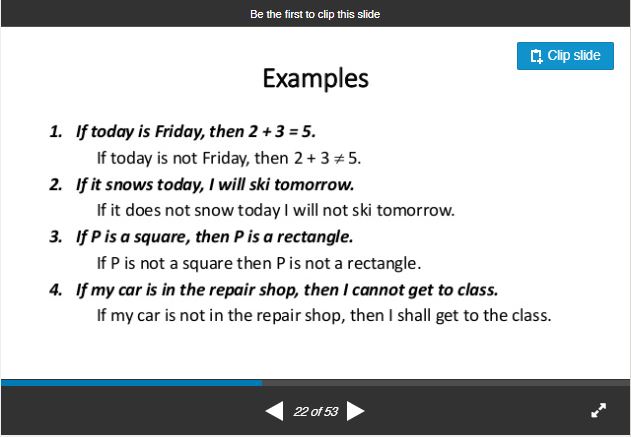 Be the first to clip this slide
Clip slide
Examples
1. If today is Friday, then 2 + 3 = 5.
If today is not Friday, then 2 + 3 ≠ 5.
2. If it snows today, I will ski tomorrow.
If it does not snow today I will not ski tomorrow.
3. If P is a square, then P is a rectangle.
If P is not a square then P is not a rectangle.
4. If my car is in the repair shop, then I cannot get to class.
If my car is not in the repair shop, then I shall get to the class.
22 of 53